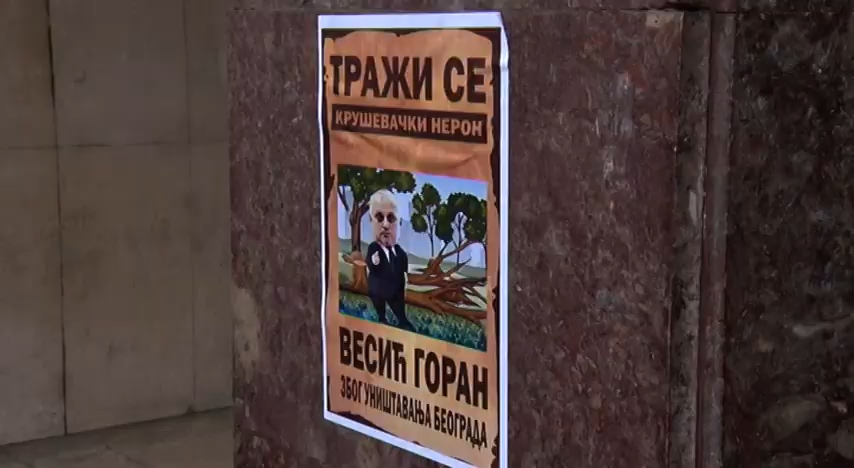 ТРАЖИ СЕ
КРУШЕВАЧКИ НЕРОН
ВЕСИЋ ГОРАН
ЗБОГ УНИШТАВАЊА БЕОГРАДА